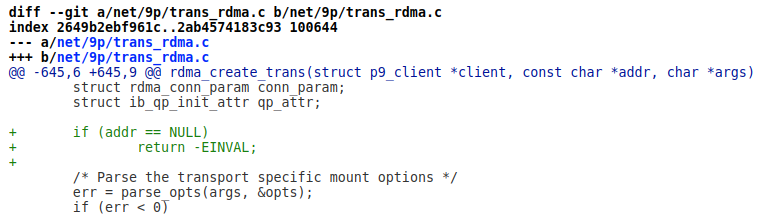 diff --git a/net/9p/trans_rdma.c b/net/9p/trans_rdma.c
index 2649b2ebf961c..2ab4574183c93 100644
--- a/net/9p/trans_rdma.c
+++ b/net/9p/trans_rdma.c
@@ -645,6 +645,9 @@ rdma_create_trans(struct p9_client *client, const char *addr, char *args)
        struct rdma_conn_param conn_param;
        struct ib_qp_init_attr qp_attr;

+       if (addr == NULL)
+               return -EINVAL;
+
        /* Parse the transport specific mount options */
        err = parse_opts(args, &opts);
        if (err < 0)